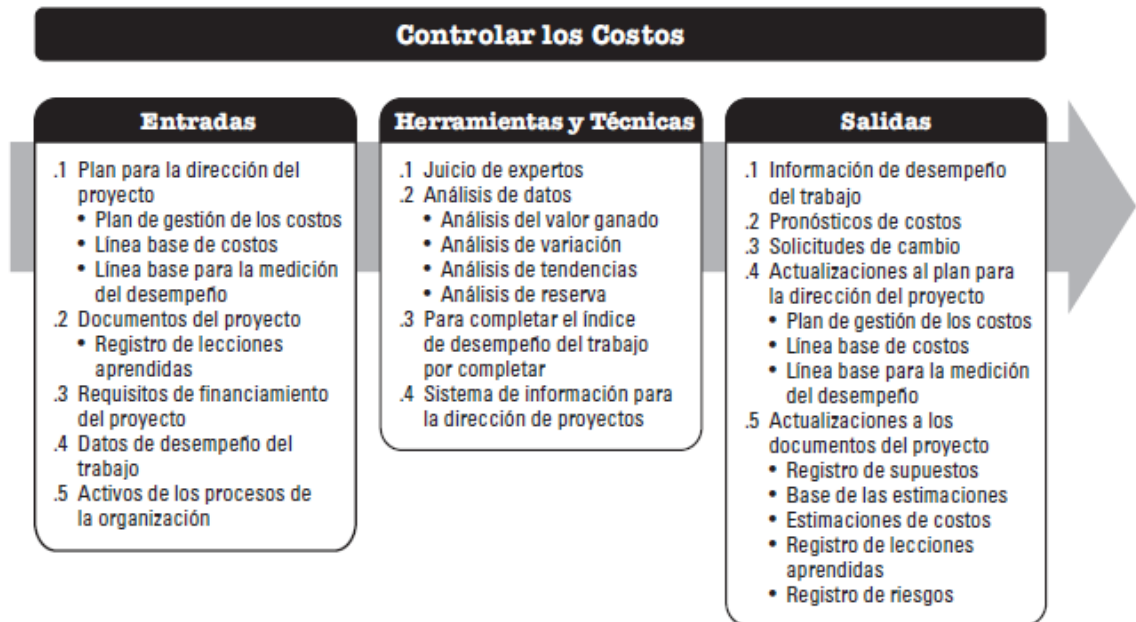 Controlar los Costos
Entradas
.1 Plan para la dirección del
proyecto
• Plan de gestión de los costos
• Línea base de costos
• Línea base para la medición
del desempeño
.2 Documentos del proyecto
• Registro de lecciones
aprendidas
.3 Requisitos de financiamiento
del proyecto
.4 Datos de desempeño del
trabajo
.5 Activos de los procesos de
la organización
Herramientas y Técnicas
.1 Juicio de expertos
.2 Análisis de datos
• Análisis del valor ganado
• Análisis de variación
• Análisis de tendencias
• Análisis de reserva
.3 Para completar el índice
de desempeño del trabajo
por completar
.4 Sistema de información para
la dirección de proyectos
Salidas
.1 Información de desempeño
del trabajo
.2 Pronósticos de costos
.3 Solicitudes de cambio
.4 Actualizaciones al plan para
la dirección del proyecto
• Plan de gestión de los costos
• Línea base de costos
• Línea base para la medición
del desempeño
.5 Actualizaciones a los
documentos del proyecto
• Registro de supuestos
• Base de las estimaciones
• Estimaciones de costos
• Registro de lecciones
aprendidas
• Registro de riesgos